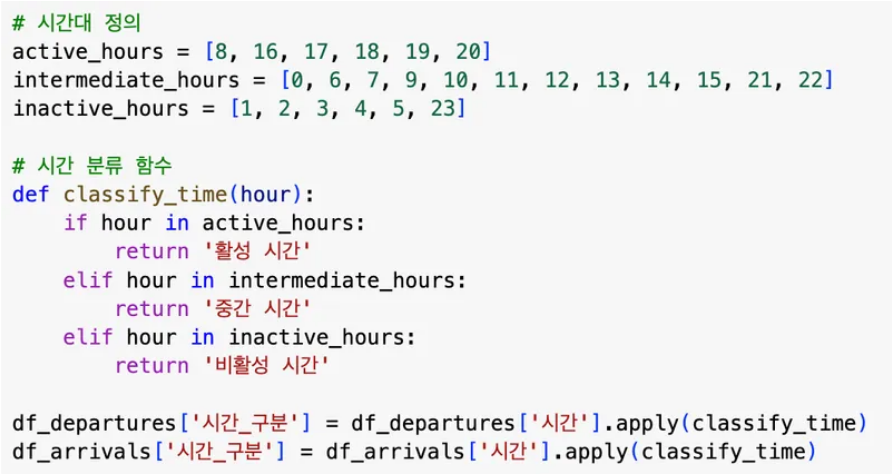 # 시간대 정의
active_hours = [8, 16, 17, 18, 19, 20]
intermediate_hours = [0, 6, 7, 9, 10, 11, 12, 13, 14, 15, 21, 22]
inactive_hours = [1, 2, 3, 4, 5, 23]

# 시간 분류 함수
def classify_time(hour):
    if hour in active_hours:
        return '활성 시간'
    elif hour in intermediate_hours:
        return '중간 시간'
    elif hour in inactive_hours:
        return '비활성 시간'

df_departures['시간_구분'] = df_departures['시간'].apply(classify_time)
df_arrivals['시간_구분'] = df_arrivals['시간'].apply(classify_time)